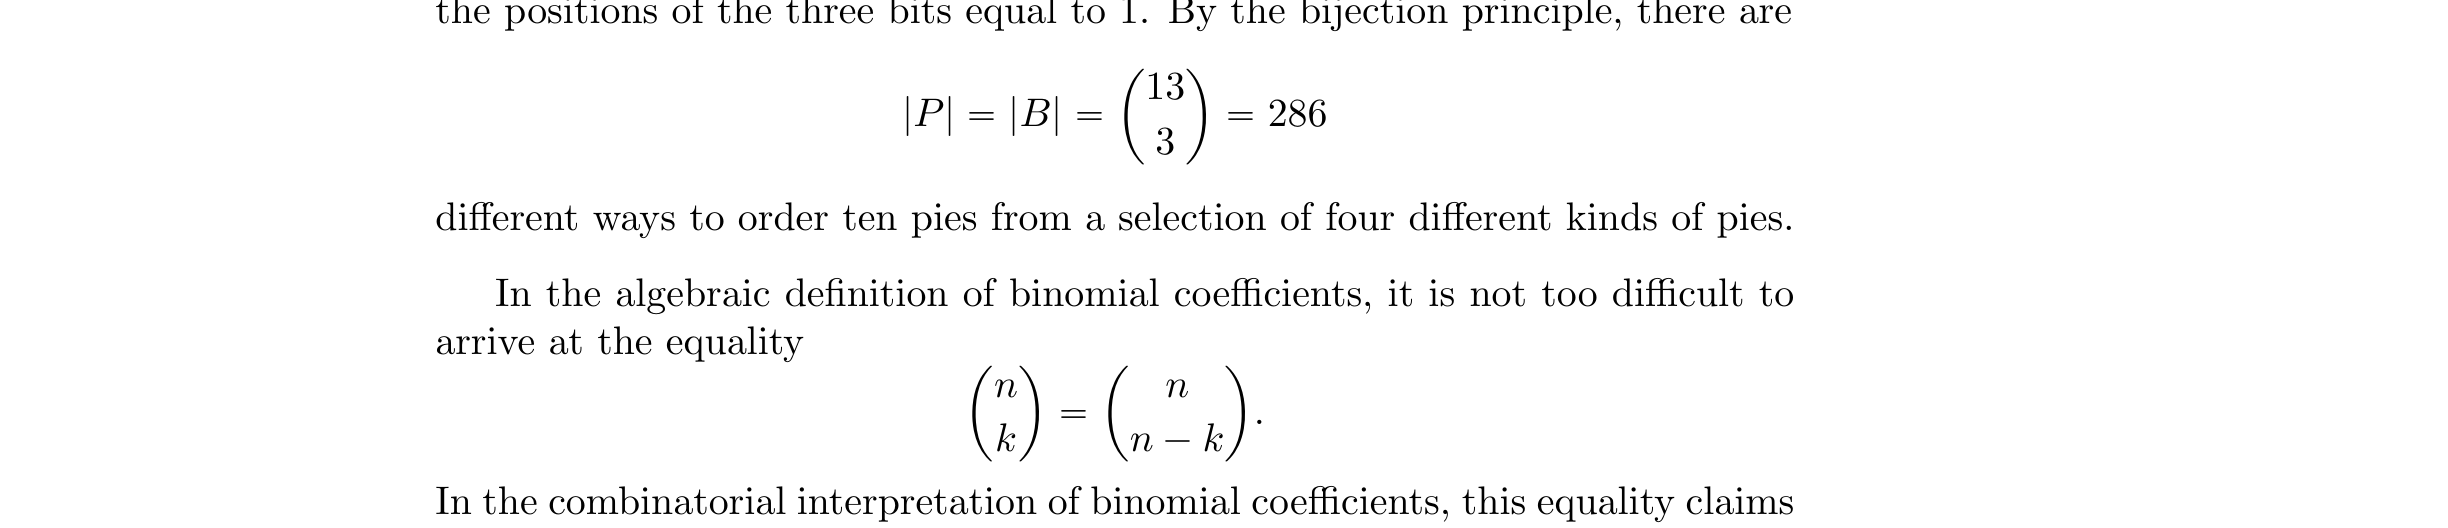 the positions of the three bits equal to 1. By the bijection principle, there are
|P| = |B| = \binom{13}{3} = 286
different ways to order ten pies from a selection of four different kinds of pies.
In the algebraic definition of binomial coefficients, it is not too difficult to
arrive at the equality
\binom{n}{k} = \binom{n}{n − k}.
In the combinatorial interpretation of binomial coefficients, this equality claims